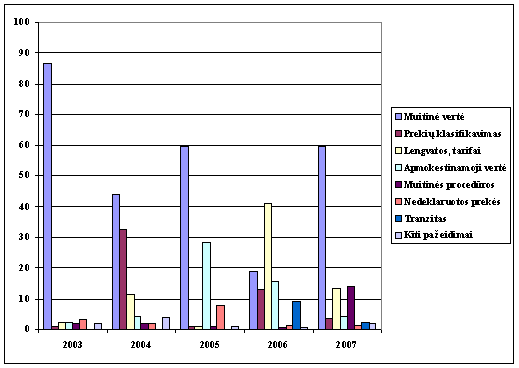 100
90
80
70
60
50
40
30
20
10
0
2003 2004 2005 2006 2007
Muitinė vertė
Prekių klasifikavimas
Lengvatos, tarifai
Apmokestinamoji vertė
Muitinės procedūros
Nedeklaruotos prekės
Tranzitas
Kiti pažeidimai